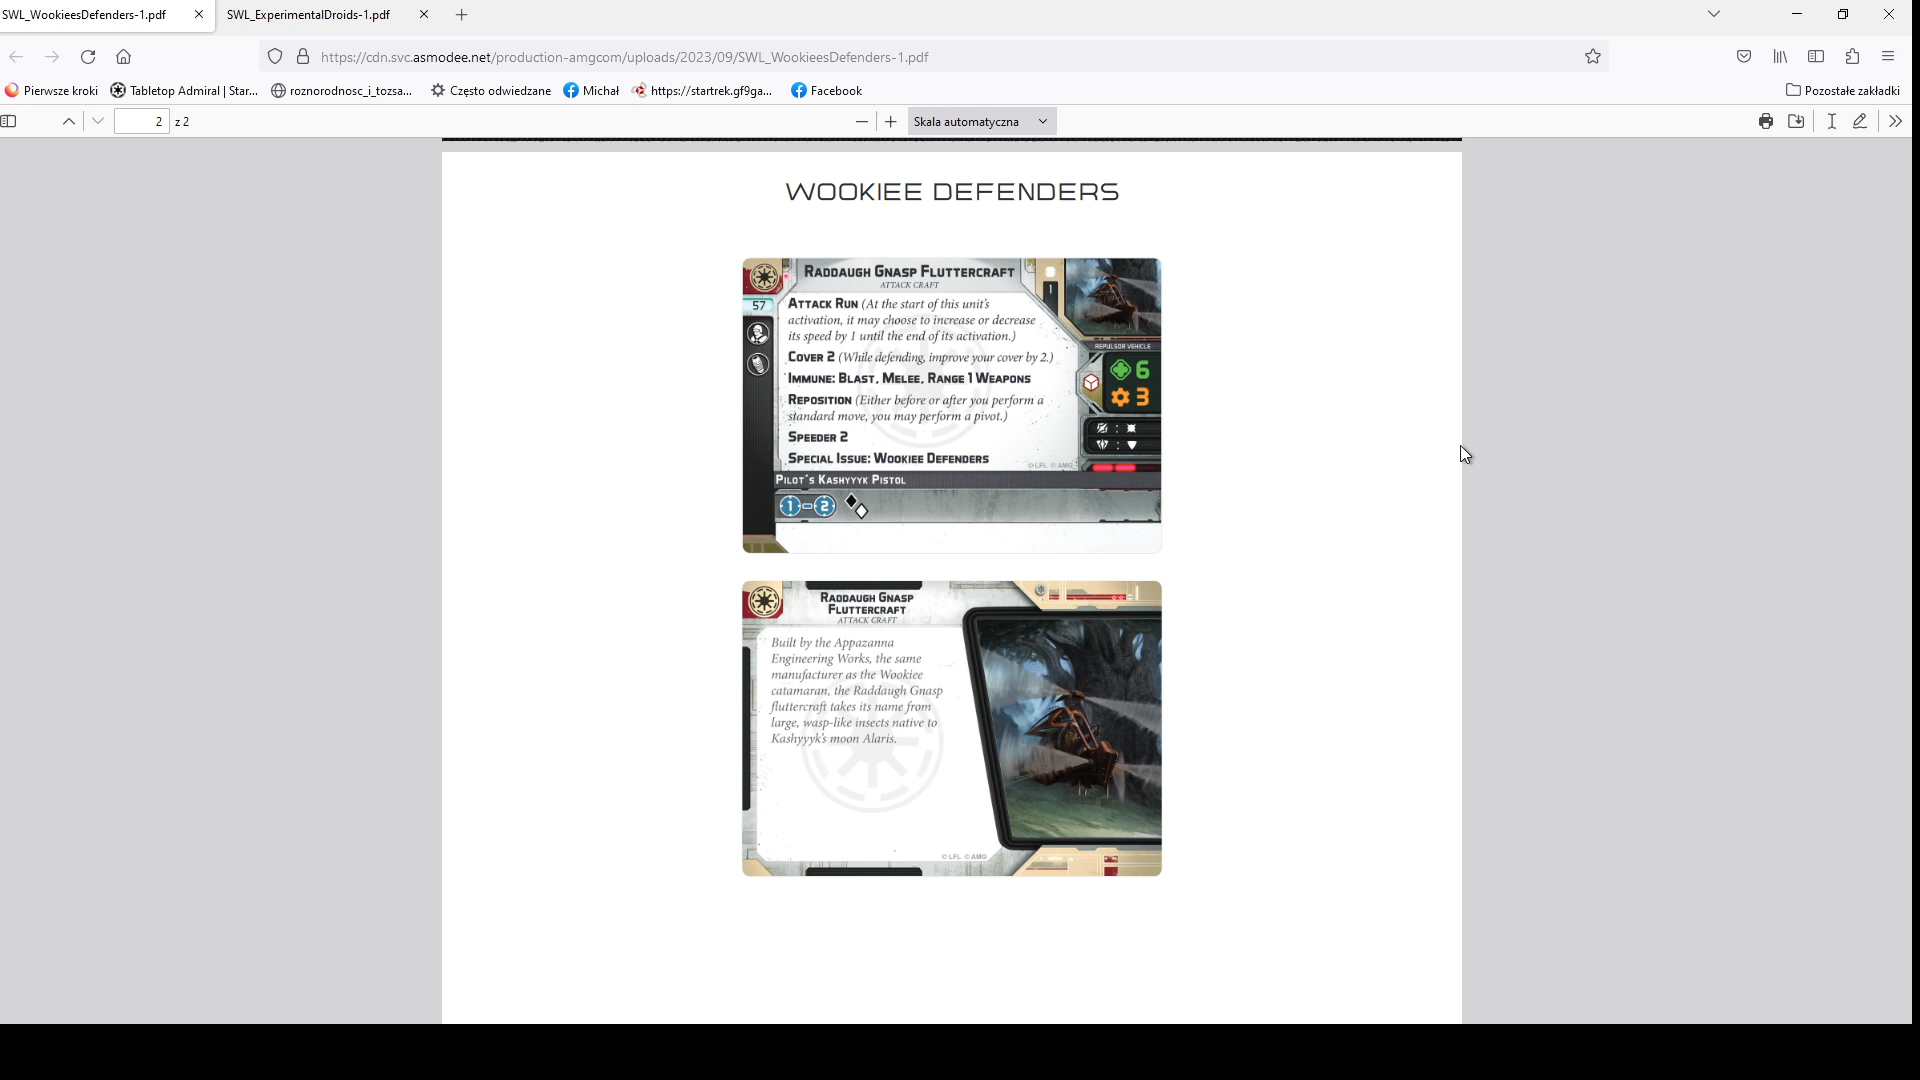 SWL_WookieesDefenders-1.pdf
SWL_ExperimentalDroids-1.pdf
https://cdn.svc.asmodee.net/production-amgcom/uploads/2023/09/SWL_WookieesDefenders-1.pdf
Pierwsze kroki
Tabletop Admiral | Star...
roznorodnosc_i_tozsa...
Często odwiedzane
Michał
https://startrek.gf9ga...
Facebook
Pozostałe zakładki
2 z 2
Skala automatyczna
WOOKIEE DEFENDERS
RADDAUGH GNASP FLUTTERCRAFT
ATTACK CRAFT
1
57
ATTACK RUN (At the start of this unit's
activation, it may choose to increase or decrease
its speed by 1 until the end of its activation.)
COVER 2 (While defending, improve your cover by 2.)
IMMUNE: BLAST, MELEE, RANGE 1 WEAPONS
REPOSITION (Either before or after you perform a
standard move, you may perform a pivot.)
SPEEDER 2
SPECIAL ISSUE: WOOKIEE DEFENDERS
©LFL ©AMG
REPULSOR VEHICLE
6
3
PILOT'S KASHYYYK PISTOL
1-2
RADDAUGH GNASP
FLUTTERCRAFT
ATTACK CRAFT
Built by the Appazanna
Engineering Works, the same
manufacturer as the Wookiee
catamaran, the Raddaugh Gnasp
fluttercraft takes its name from
large, wasp-like insects native to
Kashyyyk's moon Alaris.
©LFL ©AMG